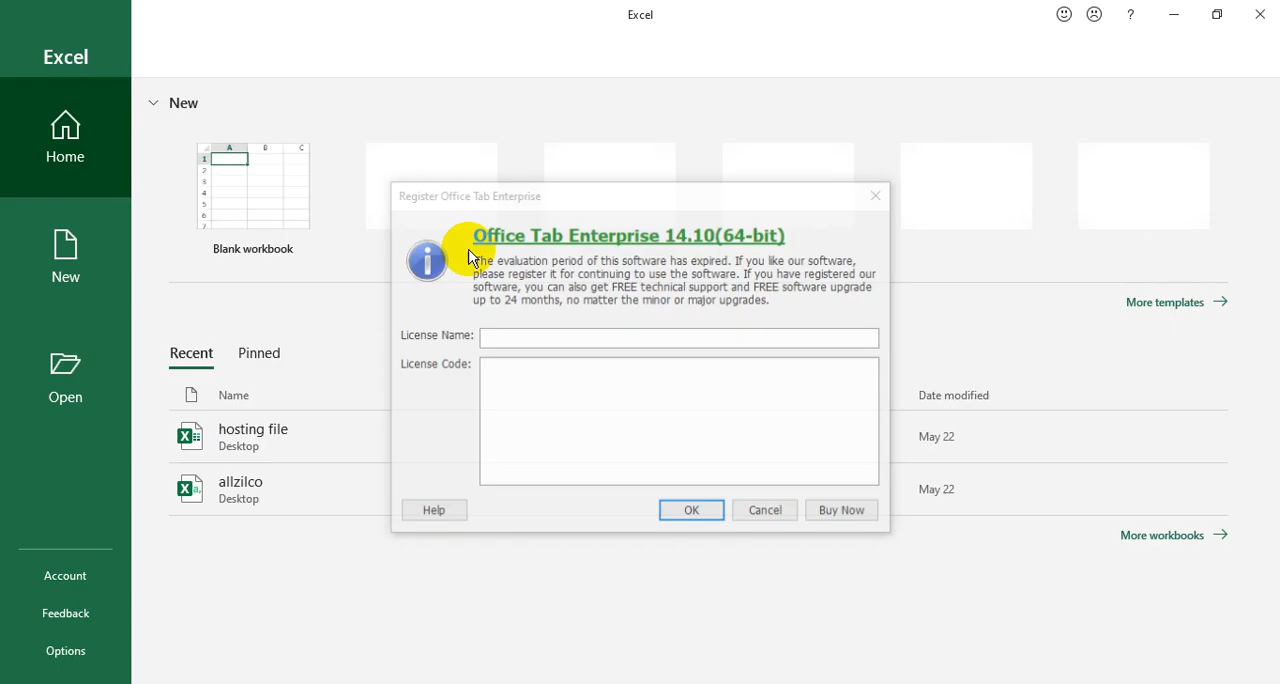 Excel
?
Excel
Home
New
Open
Account
Feedback
Options
New
A B C
1
2
3
4
5
6
7
Blank workbook
More templates
Recent Pinned
Name Date modified
hosting file
Desktop
May 22
allzilco
Desktop
May 22
More workbooks
Register Office Tab Enterprise
Office Tab Enterprise 14.10(64-bit)
The evaluation period of this software has expired. If you like our software,
please register it for continuing to use the software. If you have registered our
software, you can also get FREE technical support and FREE software upgrade
up to 24 months, no matter the minor or major upgrades.
License Name:
License Code:
Help OK Cancel Buy Now